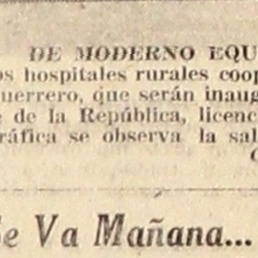 DE MODERNO EQU
os hospitales rurales coop
uerrero, que serán inaug
e de la República, licenc
ráfica se observa la sal
Se Va Mañana...